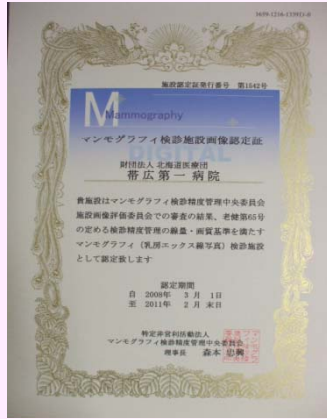 施設認定証発行番号 第1542号
Mammography
マンモグラフィ検診施設画像認定証
DIGITAL
財団法人 北海道医療団
帯広第一病院
貴施設はマンモグラフィ検診精度管理中央委員会
施設画像評価委員会での審査の結果、老健第65号
の定める検診精度管理の線量・画質基準を満たす
マンモグラフィ(乳房エックス線写真)検診施設
として認定致します
認定期間
自 2008年 3月 1日
至 2011年 2月 末日
特定非営利活動法人
マンモグラフィ検診精度管理中央委員会
理事長 森本 忠興